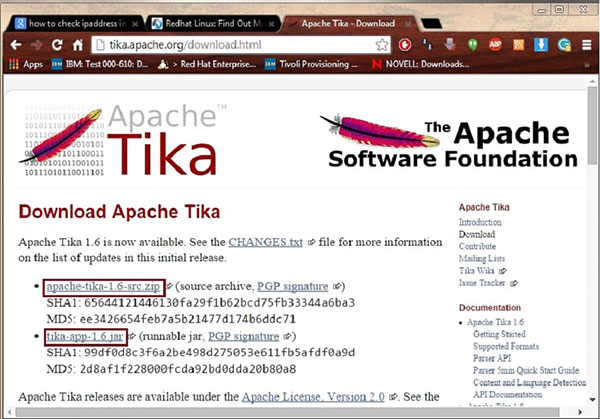 how to check ipaddress in
Redhat Linux: Find Out M
Apache Tika – Download
tika.apache.org/download.html
Apps
IBM: Test 000-610: D...
> Red Hat Enterprise...
Tivoli Provisioning ...
NOVELL: Downloads...
Apache™
Tika
The Apache
Software Foundation
Download Apache Tika
Apache Tika 1.6 is now available. See the CHANGES.txt file for more information
on the list of updates in this initial release.
• apache-tika-1.6-src.zip (source archive, PGP signature)
SHA1: 65644121446130fa29f1b62bcd75fb33344a6ba3
MD5: ee3426654feb7a5b21477d174b6ddc71
• tika-app-1.6.jar (runnable jar, PGP signature)
SHA1: 99df0d8c3f6a2be498d275053e611fb5afdf0a9d
MD5: 2d8af1f228000fcda92bd0dda20b80a8
Apache Tika releases are available under the Apache License, Version 2.0. See the
Apache Tika
Introduction
Download
Contribute
Mailing Lists
Tika Wiki
Issue Tracker
Documentation
Apache Tika 1.6
Getting Started
Supported Formats
Parser API
Parser 5min Quick Start Guide
Content and Language Detection
API Documentation